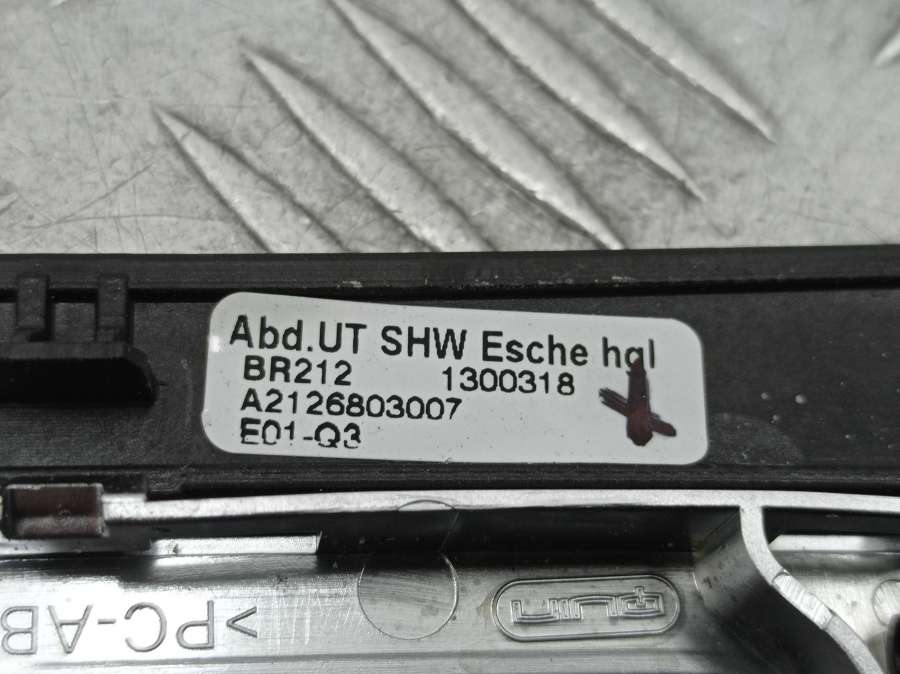 Abd.UT SHW Esche hgl
BR212 1300318
A2126803007
E01-Q3
>PC-AB